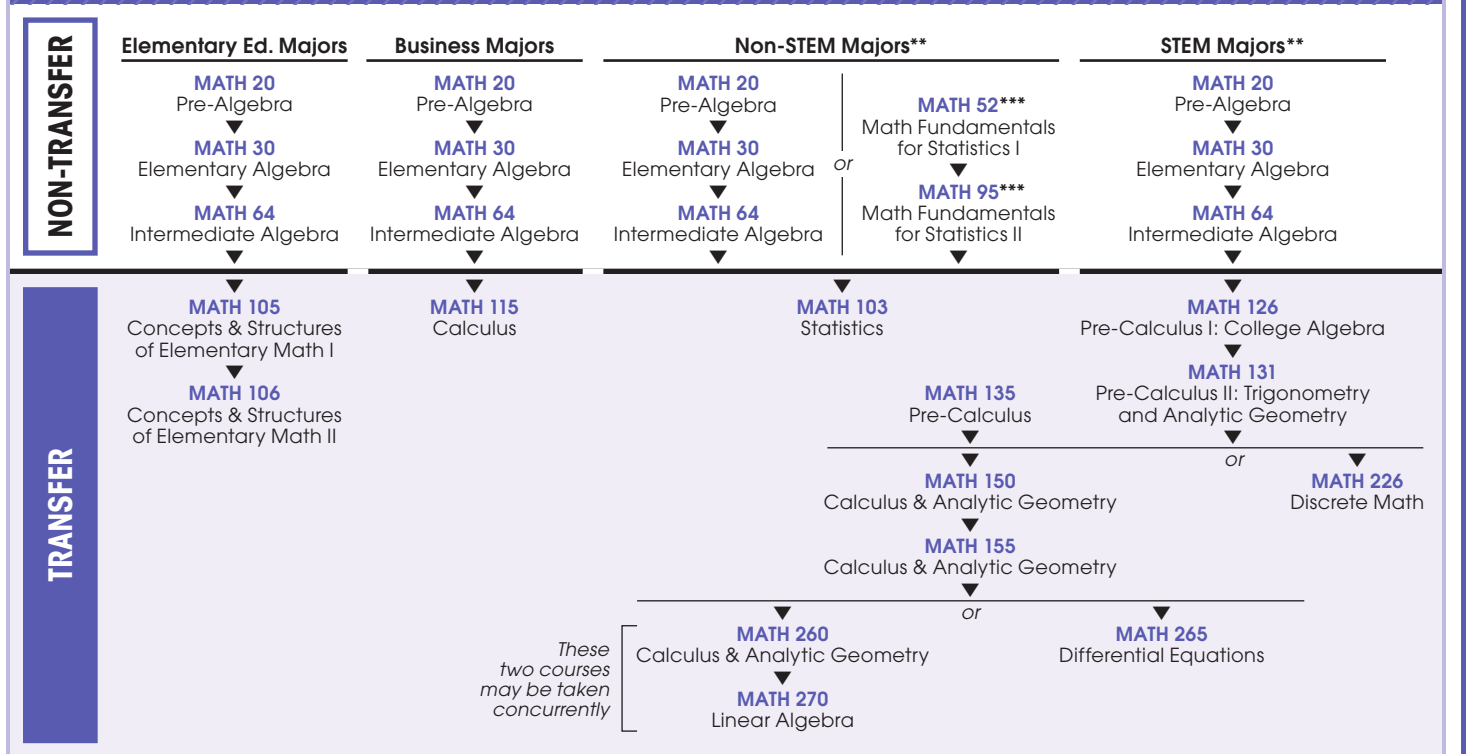 NON-TRANSFER
Elementary Ed. Majors
MATH 20
Pre-Algebra
MATH 30
Elementary Algebra
MATH 64
Intermediate Algebra
Business Majors
MATH 20
Pre-Algebra
MATH 30
Elementary Algebra
MATH 64
Intermediate Algebra
Non-STEM Majors**
MATH 20
Pre-Algebra
MATH 30
Elementary Algebra
MATH 64
Intermediate Algebra
or
MATH 52***
Math Fundamentals
for Statistics I
MATH 95***
Math Fundamentals
for Statistics II
STEM Majors**
MATH 20
Pre-Algebra
MATH 30
Elementary Algebra
MATH 64
Intermediate Algebra
TRANSFER
MATH 105
Concepts & Structures
of Elementary Math I
MATH 106
Concepts & Structures
of Elementary Math II
MATH 115
Calculus
MATH 103
Statistics
MATH 126
Pre-Calculus I: College Algebra
MATH 131
Pre-Calculus II: Trigonometry
and Analytic Geometry
MATH 135
Pre-Calculus
or
MATH 150
Calculus & Analytic Geometry
MATH 226
Discrete Math
MATH 155
Calculus & Analytic Geometry
or
These
two courses
may be taken
concurrently
MATH 260
Calculus & Analytic Geometry
MATH 270
Linear Algebra
MATH 265
Differential Equations